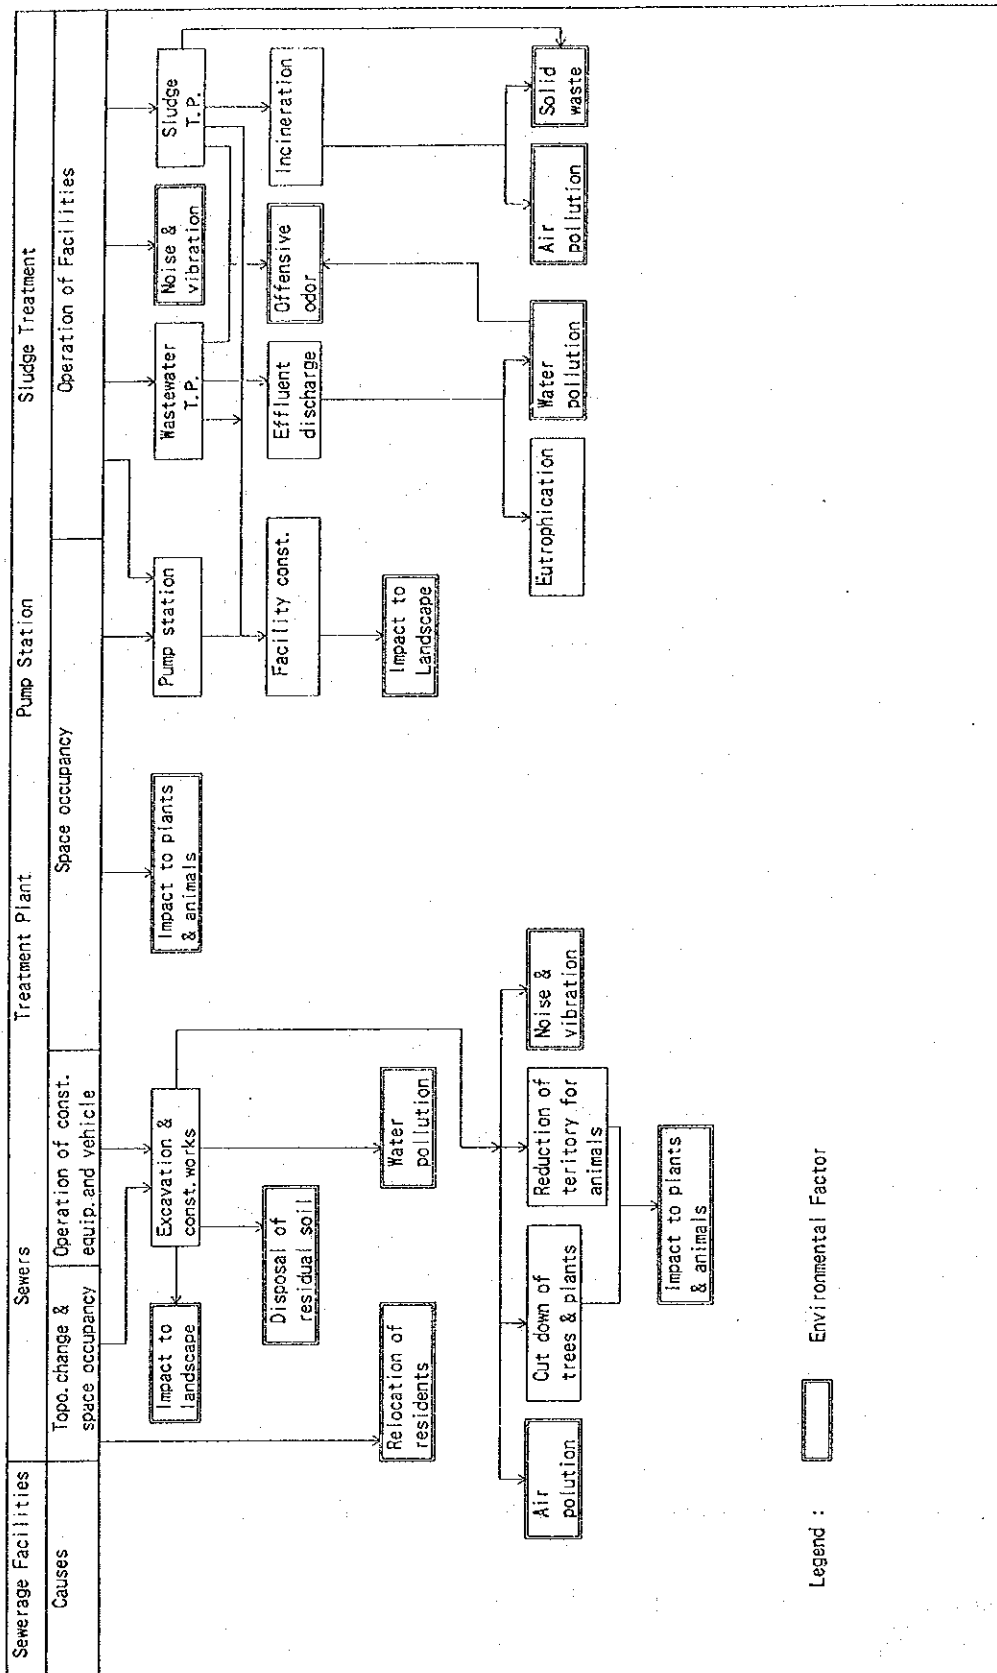 Sewerage Facilities
Sewers
Treatment Plant
Pump Station
Sludge Treatment
Causes
Topo. change &
space occupancy
Operation of const.
equip. and vehicle
Space occupancy
Operation of Facilities
Impact to
landscape
Excavation &
const. works
Impact to plants
& animals
Pump station
Wastewater
T.P.
Noise &
vibration
Sludge
T.P.
Disposal of
residual soil
Facility const.
Effluent
discharge
Offensive
odor
Incineration
Relocation of
residents
Water
pollution
Impact to
Landscape
Air
polution
Cut down of
trees & plants
Reduction of
teritory for
animals
Noise &
vibration
Eutrophication
Water
pollution
Air
pollution
Solid
waste
Impact to plants
& animals
Legend :
Environmental Factor